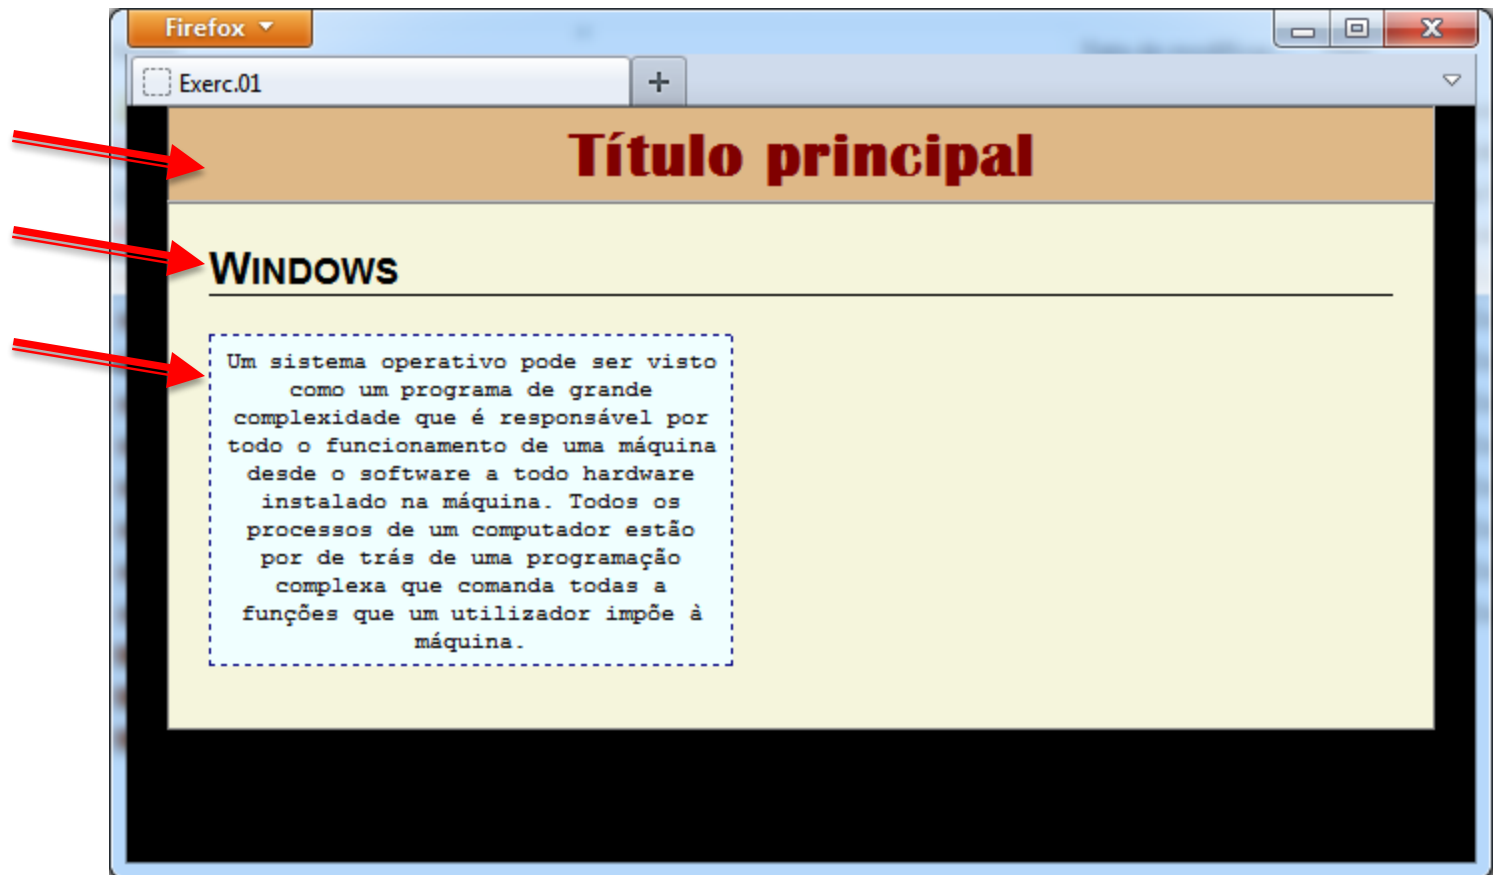 Firefox
Exerc.01
Título principal
WINDOWS
Um sistema operativo pode ser visto
como um programa de grande
complexidade que é responsável por
todo o funcionamento de uma máquina
desde o software a todo hardware
instalado na máquina. Todos os
processos de um computador estão
por de trás de uma programação
complexa que comanda todas a
funções que um utilizador impõe à
máquina.